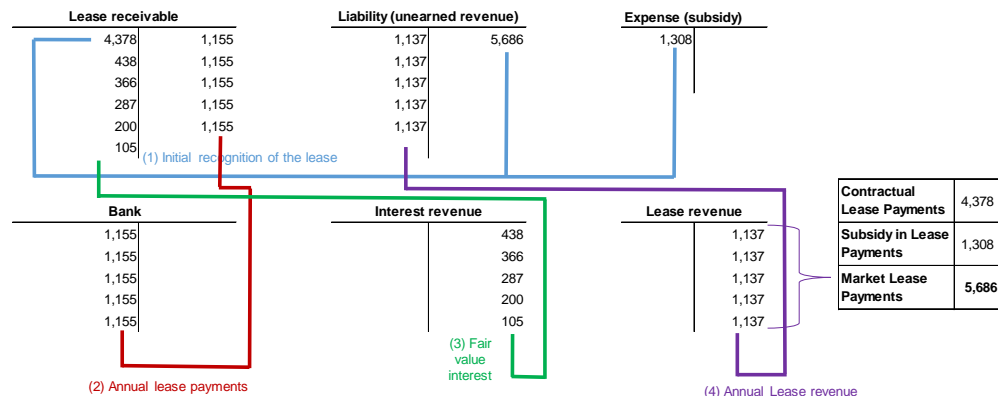 Lease receivable
Liability (unearned revenue)
Expense (subsidy)
4,378 1,155
438 1,155
366 1,155
287 1,155
200 1,155
105
1,137 5,686
1,137
1,137
1,137
1,137
1,308
(1) Initial recognition of the lease
Bank
Interest revenue
Lease revenue
1,155
1,155
1,155
1,155
1,155
438
366
287
200
105
1,137
1,137
1,137
1,137
1,137
(2) Annual lease payments
(3) Fair
value
interest
(4) Annual Lease revenue
Contractual
Lease Payments 4,378
Subsidy in Lease
Payments 1,308
Market Lease
Payments 5,686